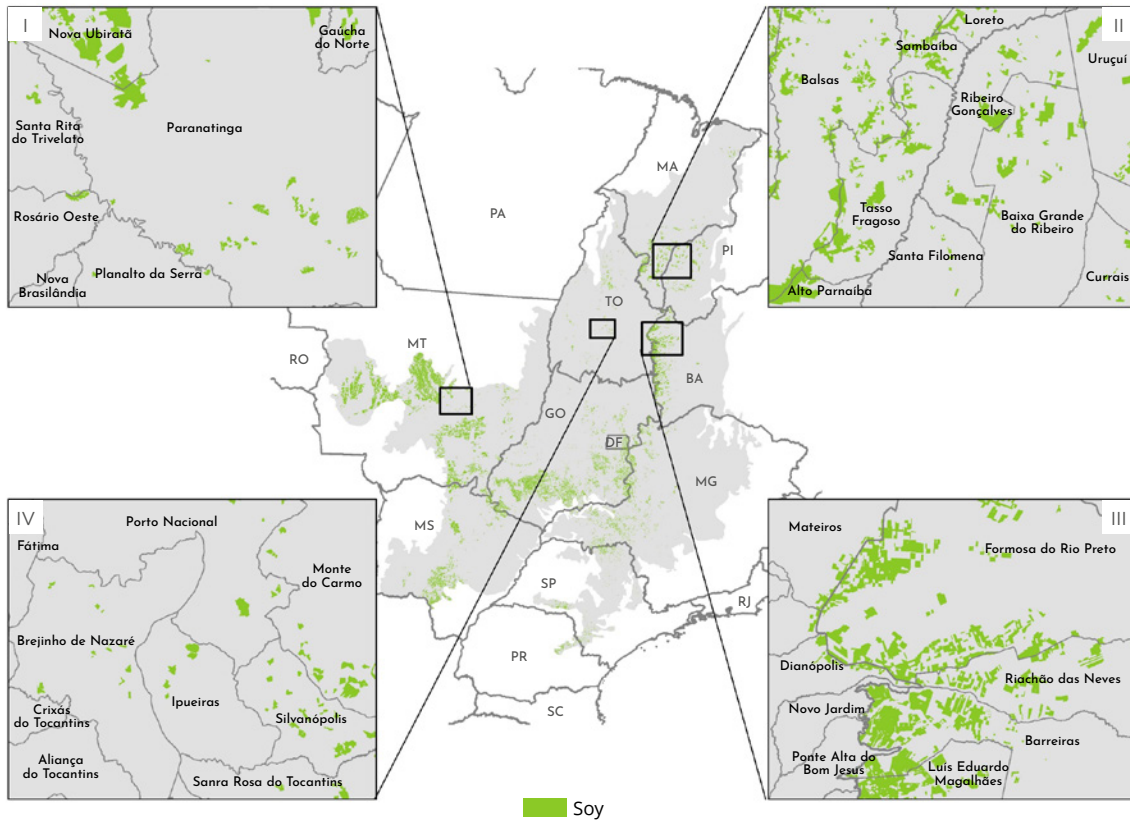 I
Nova Ubiratã
Gaúcha
do Norte
Santa Rita
do Trivelato
Paranatinga
Rosário Oeste
Planalto da Serra
Nova
Brasilândia
II
Loreto
Sambaíba
Uruçuí
Balsas
Ribeiro
Gonçalves
Tasso
Fragoso
Baixa Grande
do Ribeiro
Santa Filomena
Alto Parnaíba
Currais
MA
PA
PI
TO
RO
MT
BA
GO
DF
MG
MS
SP
RJ
PR
SC
IV
Porto Nacional
Fátima
Monte
do Carmo
Brejinho de Nazaré
Ipueiras
Crixás
do Tocantins
Silvanópolis
Aliança
do Tocantins
Sanra Rosa do Tocantins
III
Mateiros
Formosa do Rio Preto
Dianópolis
Riachão das Neves
Novo Jardim
Barreiras
Ponte Alta do
Bom Jesus
Luís Eduardo
Magalhães
Soy